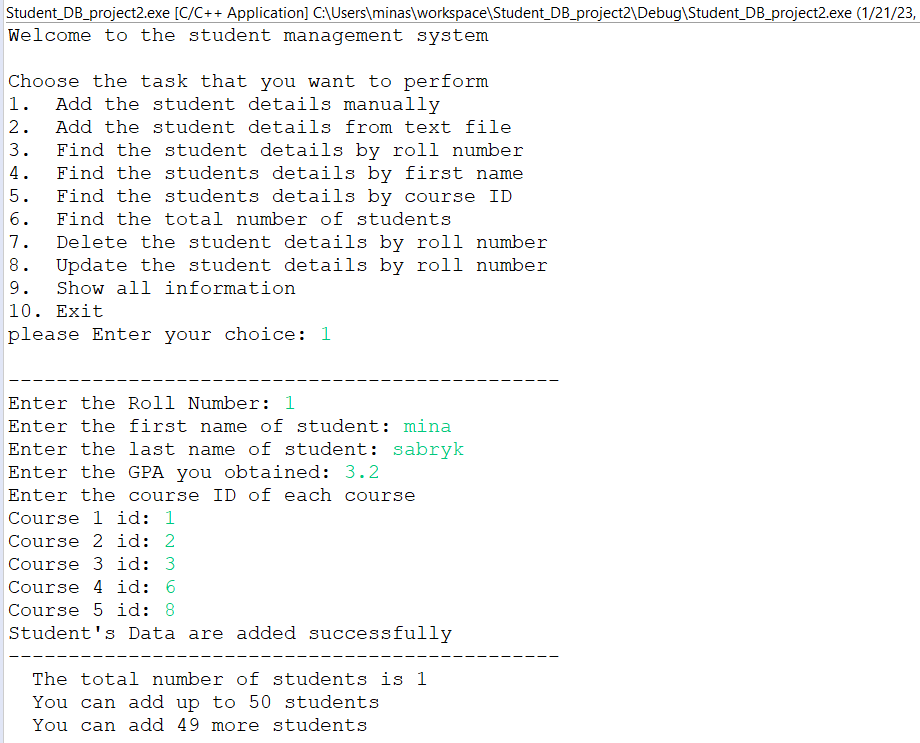 Student_DB_project2.exe [C/C++ Application] C:\Users\minas\workspace\Student_DB_project2\Debug\Student_DB_project2.exe (1/21/23,
Welcome to the student management system
Choose the task that you want to perform
1.  Add the student details manually
2.  Add the student details from text file
3.  Find the student details by roll number
4.  Find the students details by first name
5.  Find the students details by course ID
6.  Find the total number of students
7.  Delete the student details by roll number
8.  Update the student details by roll number
9.  Show all information
10. Exit
please Enter your choice: 1
----------------------------------------------
Enter the Roll Number: 1
Enter the first name of student: mina
Enter the last name of student: sabryk
Enter the GPA you obtained: 3.2
Enter the course ID of each course
Course 1 id: 1
Course 2 id: 2
Course 3 id: 3
Course 4 id: 6
Course 5 id: 8
Student's Data are added successfully
----------------------------------------------
  The total number of students is 1
  You can add up to 50 students
  You can add 49 more students